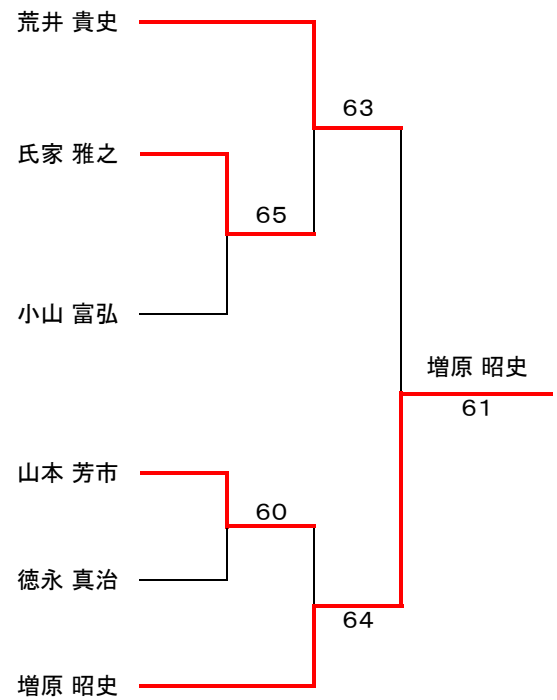 荒井 貴史
63
氏家 雅之
65
小山 富弘
増原 昭史
61
山本 芳市
60
徳永 真治
64
増原 昭史